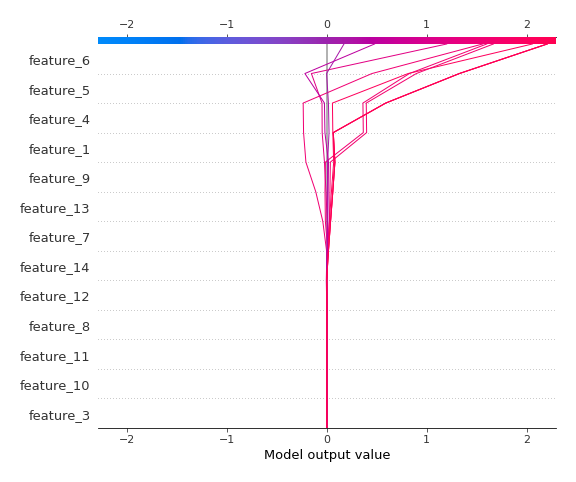 −2 −1 0 1 2
feature_6
feature_5
feature_4
feature_1
feature_9
feature_13
feature_7
feature_14
feature_12
feature_8
feature_11
feature_10
feature_3
−2 −1 0 1 2
Model output value